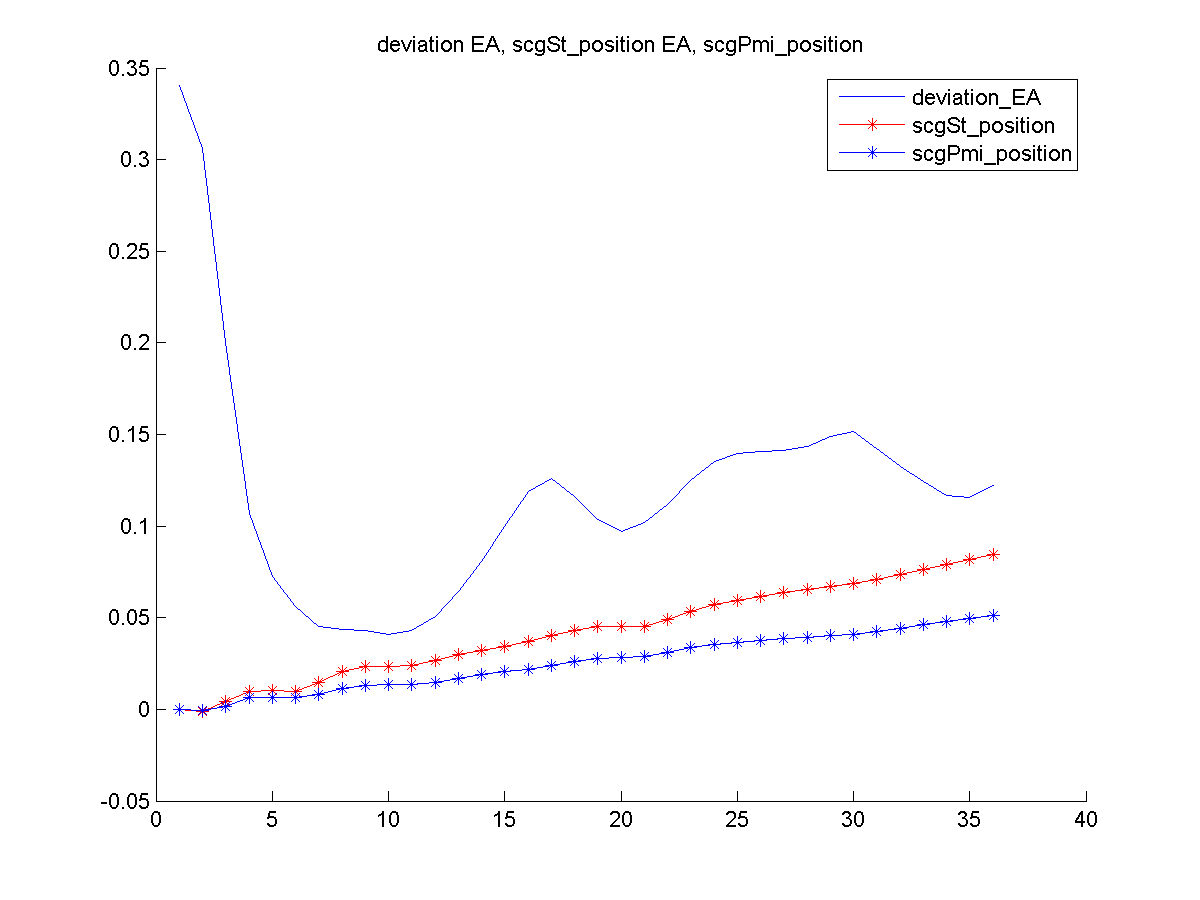 deviation EA, scgSt_position EA, scgPmi_position
0.35
deviation_EA
scgSt_position
scgPmi_position
0.3
0.25
0.2
0.15
0.1
0.05
0
-0.05
0 5 10 15 20 25 30 35 40